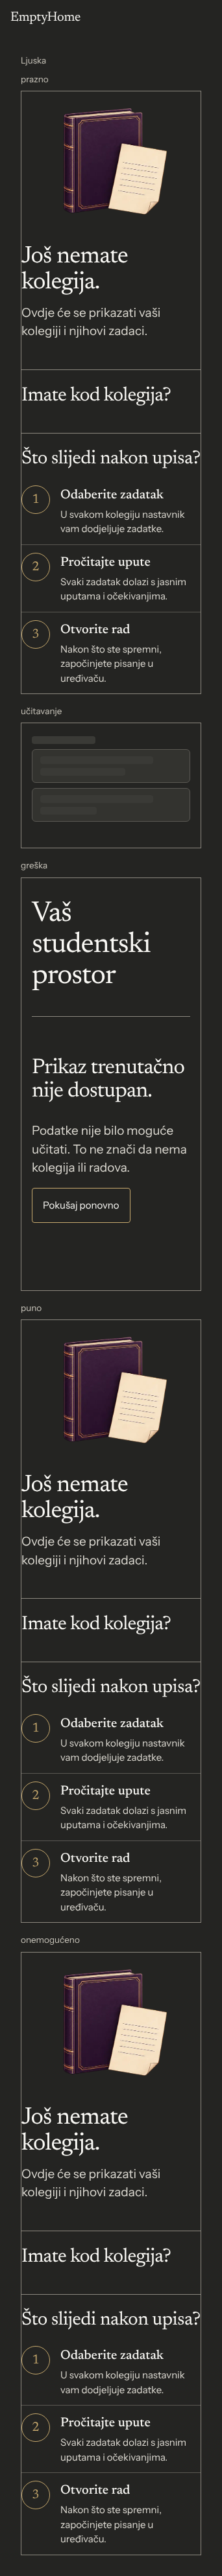 EmptyHome
Ljuska
prazno
Još nemate
kolegija.
Ovdje će se prikazati vaši
kolegiji i njihovi zadaci.
Imate kod kolegija?
Što slijedi nakon upisa?
1
Odaberite zadatak
U svakom kolegiju nastavnik
vam dodjeljuje zadatke.
2
Pročitajte upute
Svaki zadatak dolazi s jasnim
uputama i očekivanjima.
3
Otvorite rad
Nakon što ste spremni,
započinjete pisanje u
uređivaču.
učitavanje
greška
Vaš
studentski
prostor
Prikaz trenutačno
nije dostupan.
Podatke nije bilo moguće
učitati. To ne znači da nema
kolegija ili radova.
Pokušaj ponovno
puno
Još nemate
kolegija.
Ovdje će se prikazati vaši
kolegiji i njihovi zadaci.
Imate kod kolegija?
Što slijedi nakon upisa?
1
Odaberite zadatak
U svakom kolegiju nastavnik
vam dodjeljuje zadatke.
2
Pročitajte upute
Svaki zadatak dolazi s jasnim
uputama i očekivanjima.
3
Otvorite rad
Nakon što ste spremni,
započinjete pisanje u
uređivaču.
onemogućeno
Još nemate
kolegija.
Ovdje će se prikazati vaši
kolegiji i njihovi zadaci.
Imate kod kolegija?
Što slijedi nakon upisa?
1
Odaberite zadatak
U svakom kolegiju nastavnik
vam dodjeljuje zadatke.
2
Pročitajte upute
Svaki zadatak dolazi s jasnim
uputama i očekivanjima.
3
Otvorite rad
Nakon što ste spremni,
započinjete pisanje u
uređivaču.